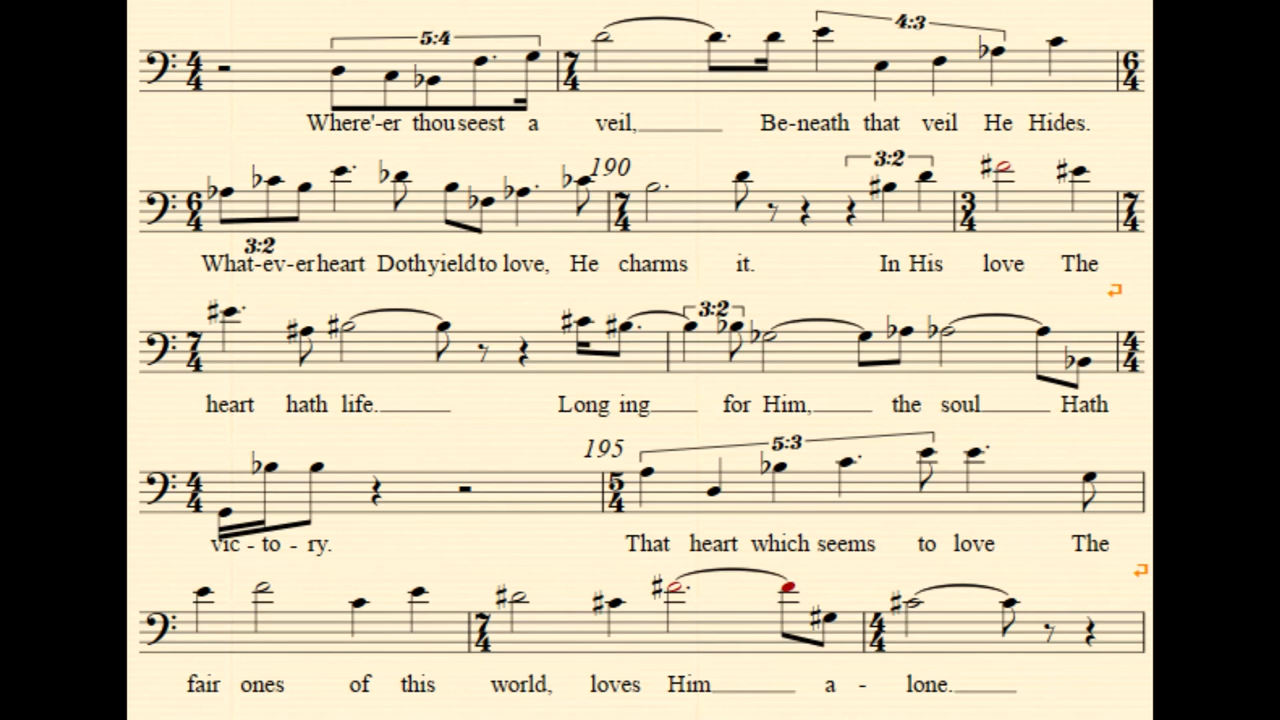 5:4 4:3
Where'-er thou seest a veil, Be-neath that veil He Hides.
190 3:2
3:2
What-ev-er heart Doth yield to love, He charms it. In His love The
3:2
heart hath life. Long ing for Him, the soul Hath
195 5:3
vic - to - ry. That heart which seems to love The
fair ones of this world, loves Him a - lone.